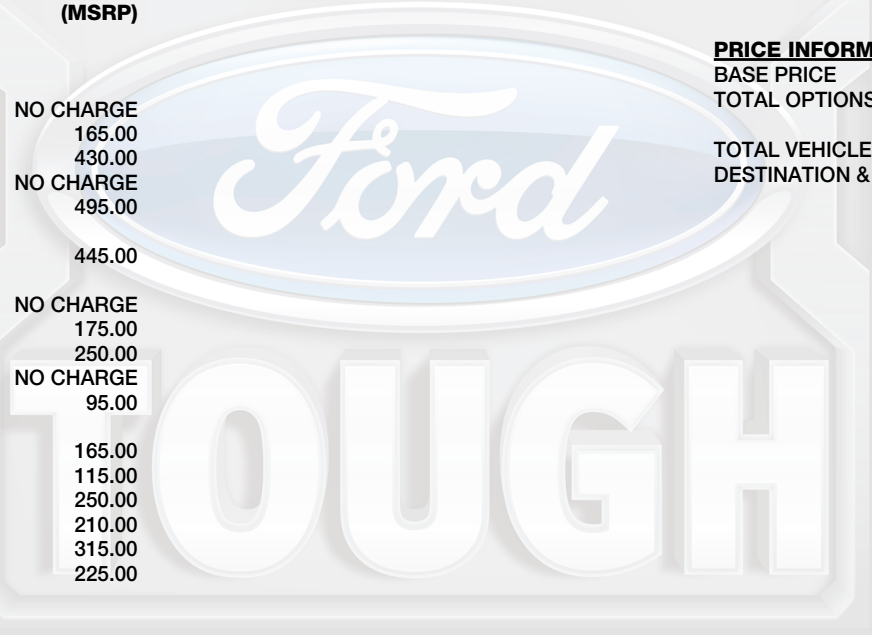 (MSRP)
NO CHARGE
165.00
430.00
NO CHARGE
495.00
445.00
NO CHARGE
175.00
250.00
NO CHARGE
95.00
165.00
115.00
250.00
210.00
315.00
225.00
PRICE INFORM
BASE PRICE
TOTAL OPTIONS
TOTAL VEHICLE
DESTINATION &
Ford
TOUGH